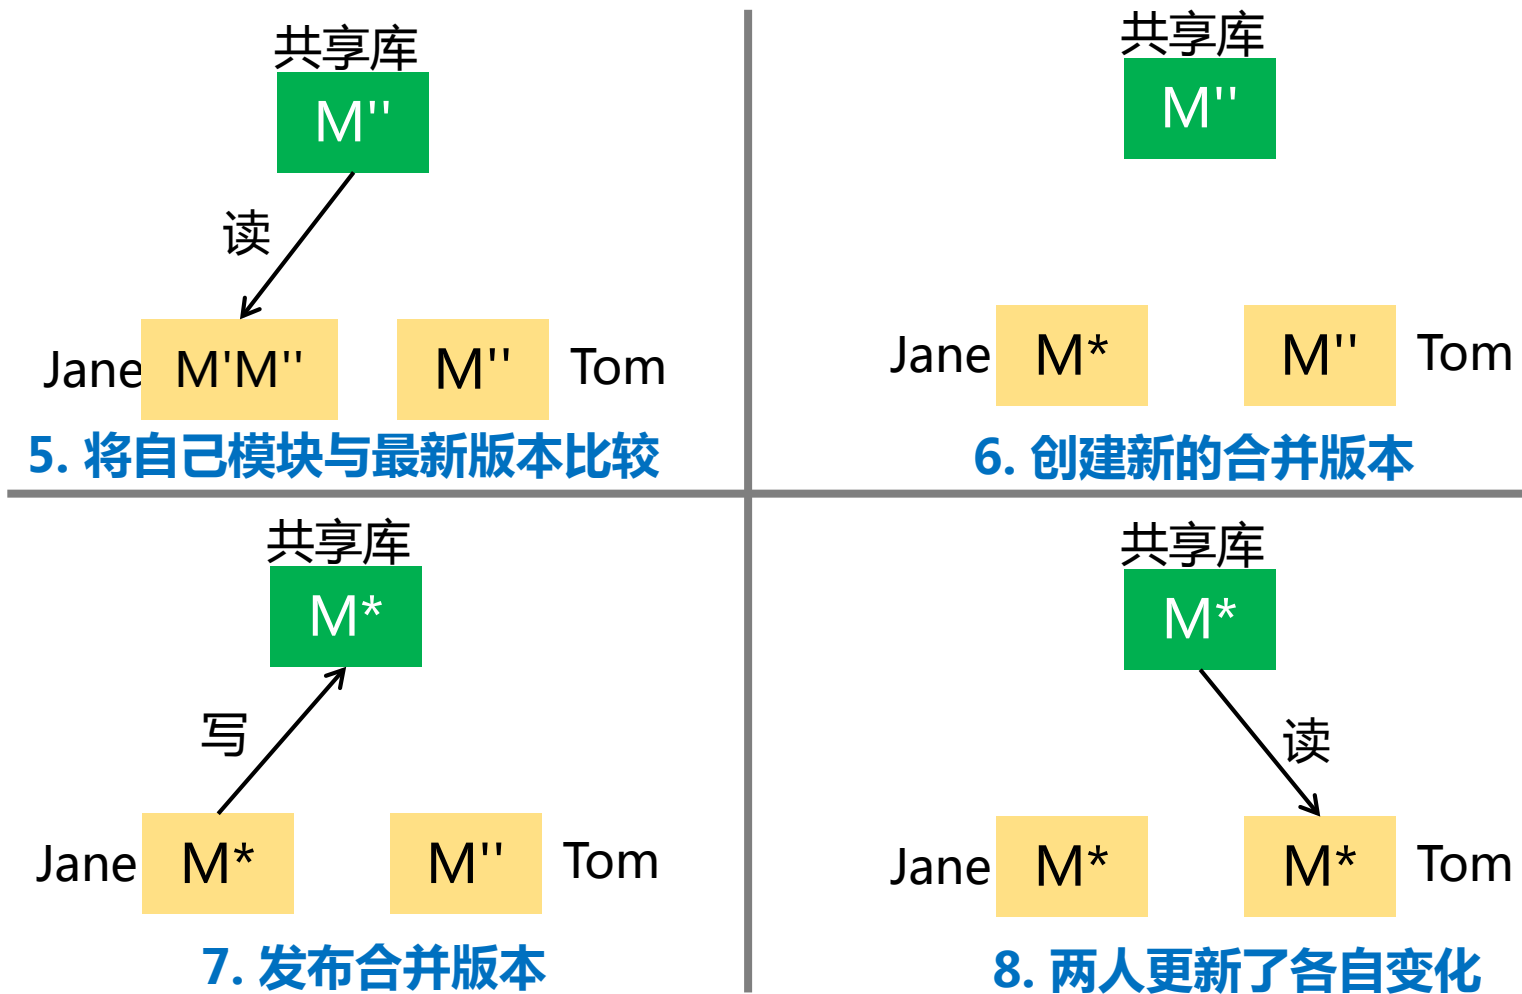 共享库
M''
读
Jane
M'M''
M''
Tom
5. 将自己模块与最新版本比较
共享库
M''
Jane
M*
M''
Tom
6. 创建新的合并版本
共享库
M*
写
Jane
M*
M''
Tom
7. 发布合并版本
共享库
M*
读
Jane
M*
M*
Tom
8. 两人更新了各自变化